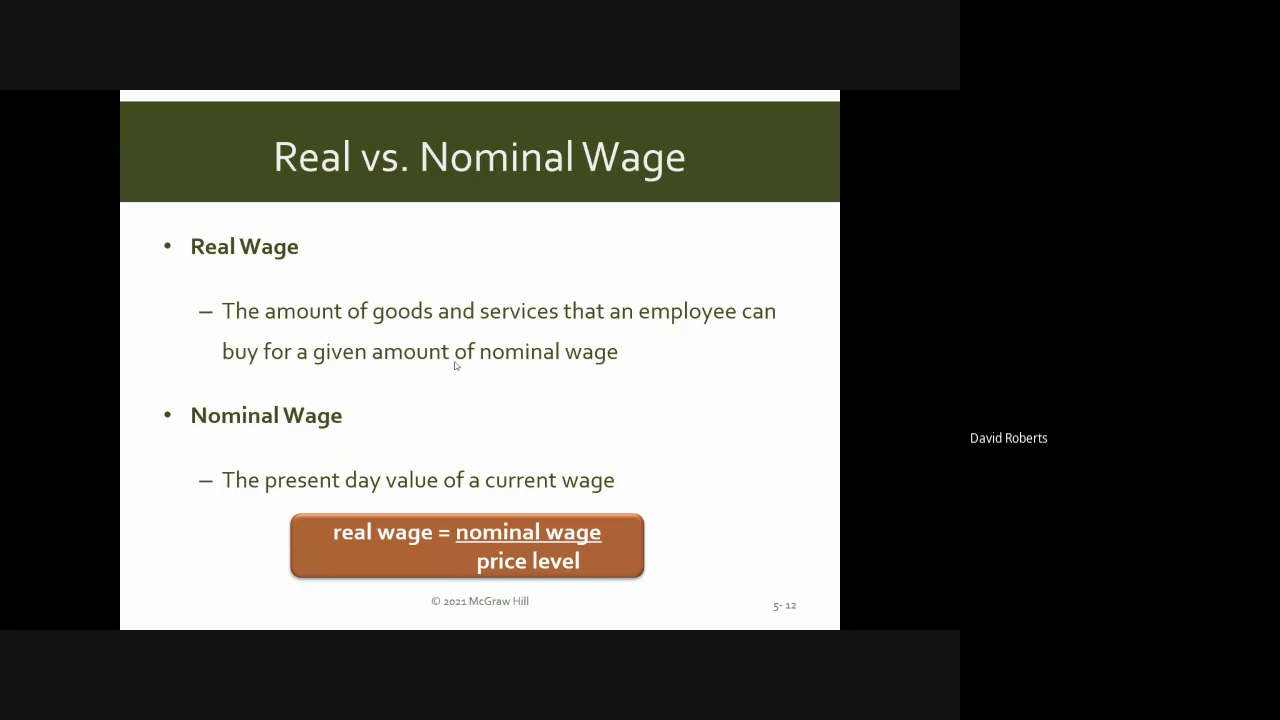 Real vs. Nominal Wage
• Real Wage
– The amount of goods and services that an employee can
buy for a given amount of nominal wage
• Nominal Wage
– The present day value of a current wage
real wage = nominal wage
price level
© 2021 McGraw Hill
5- 12
David Roberts